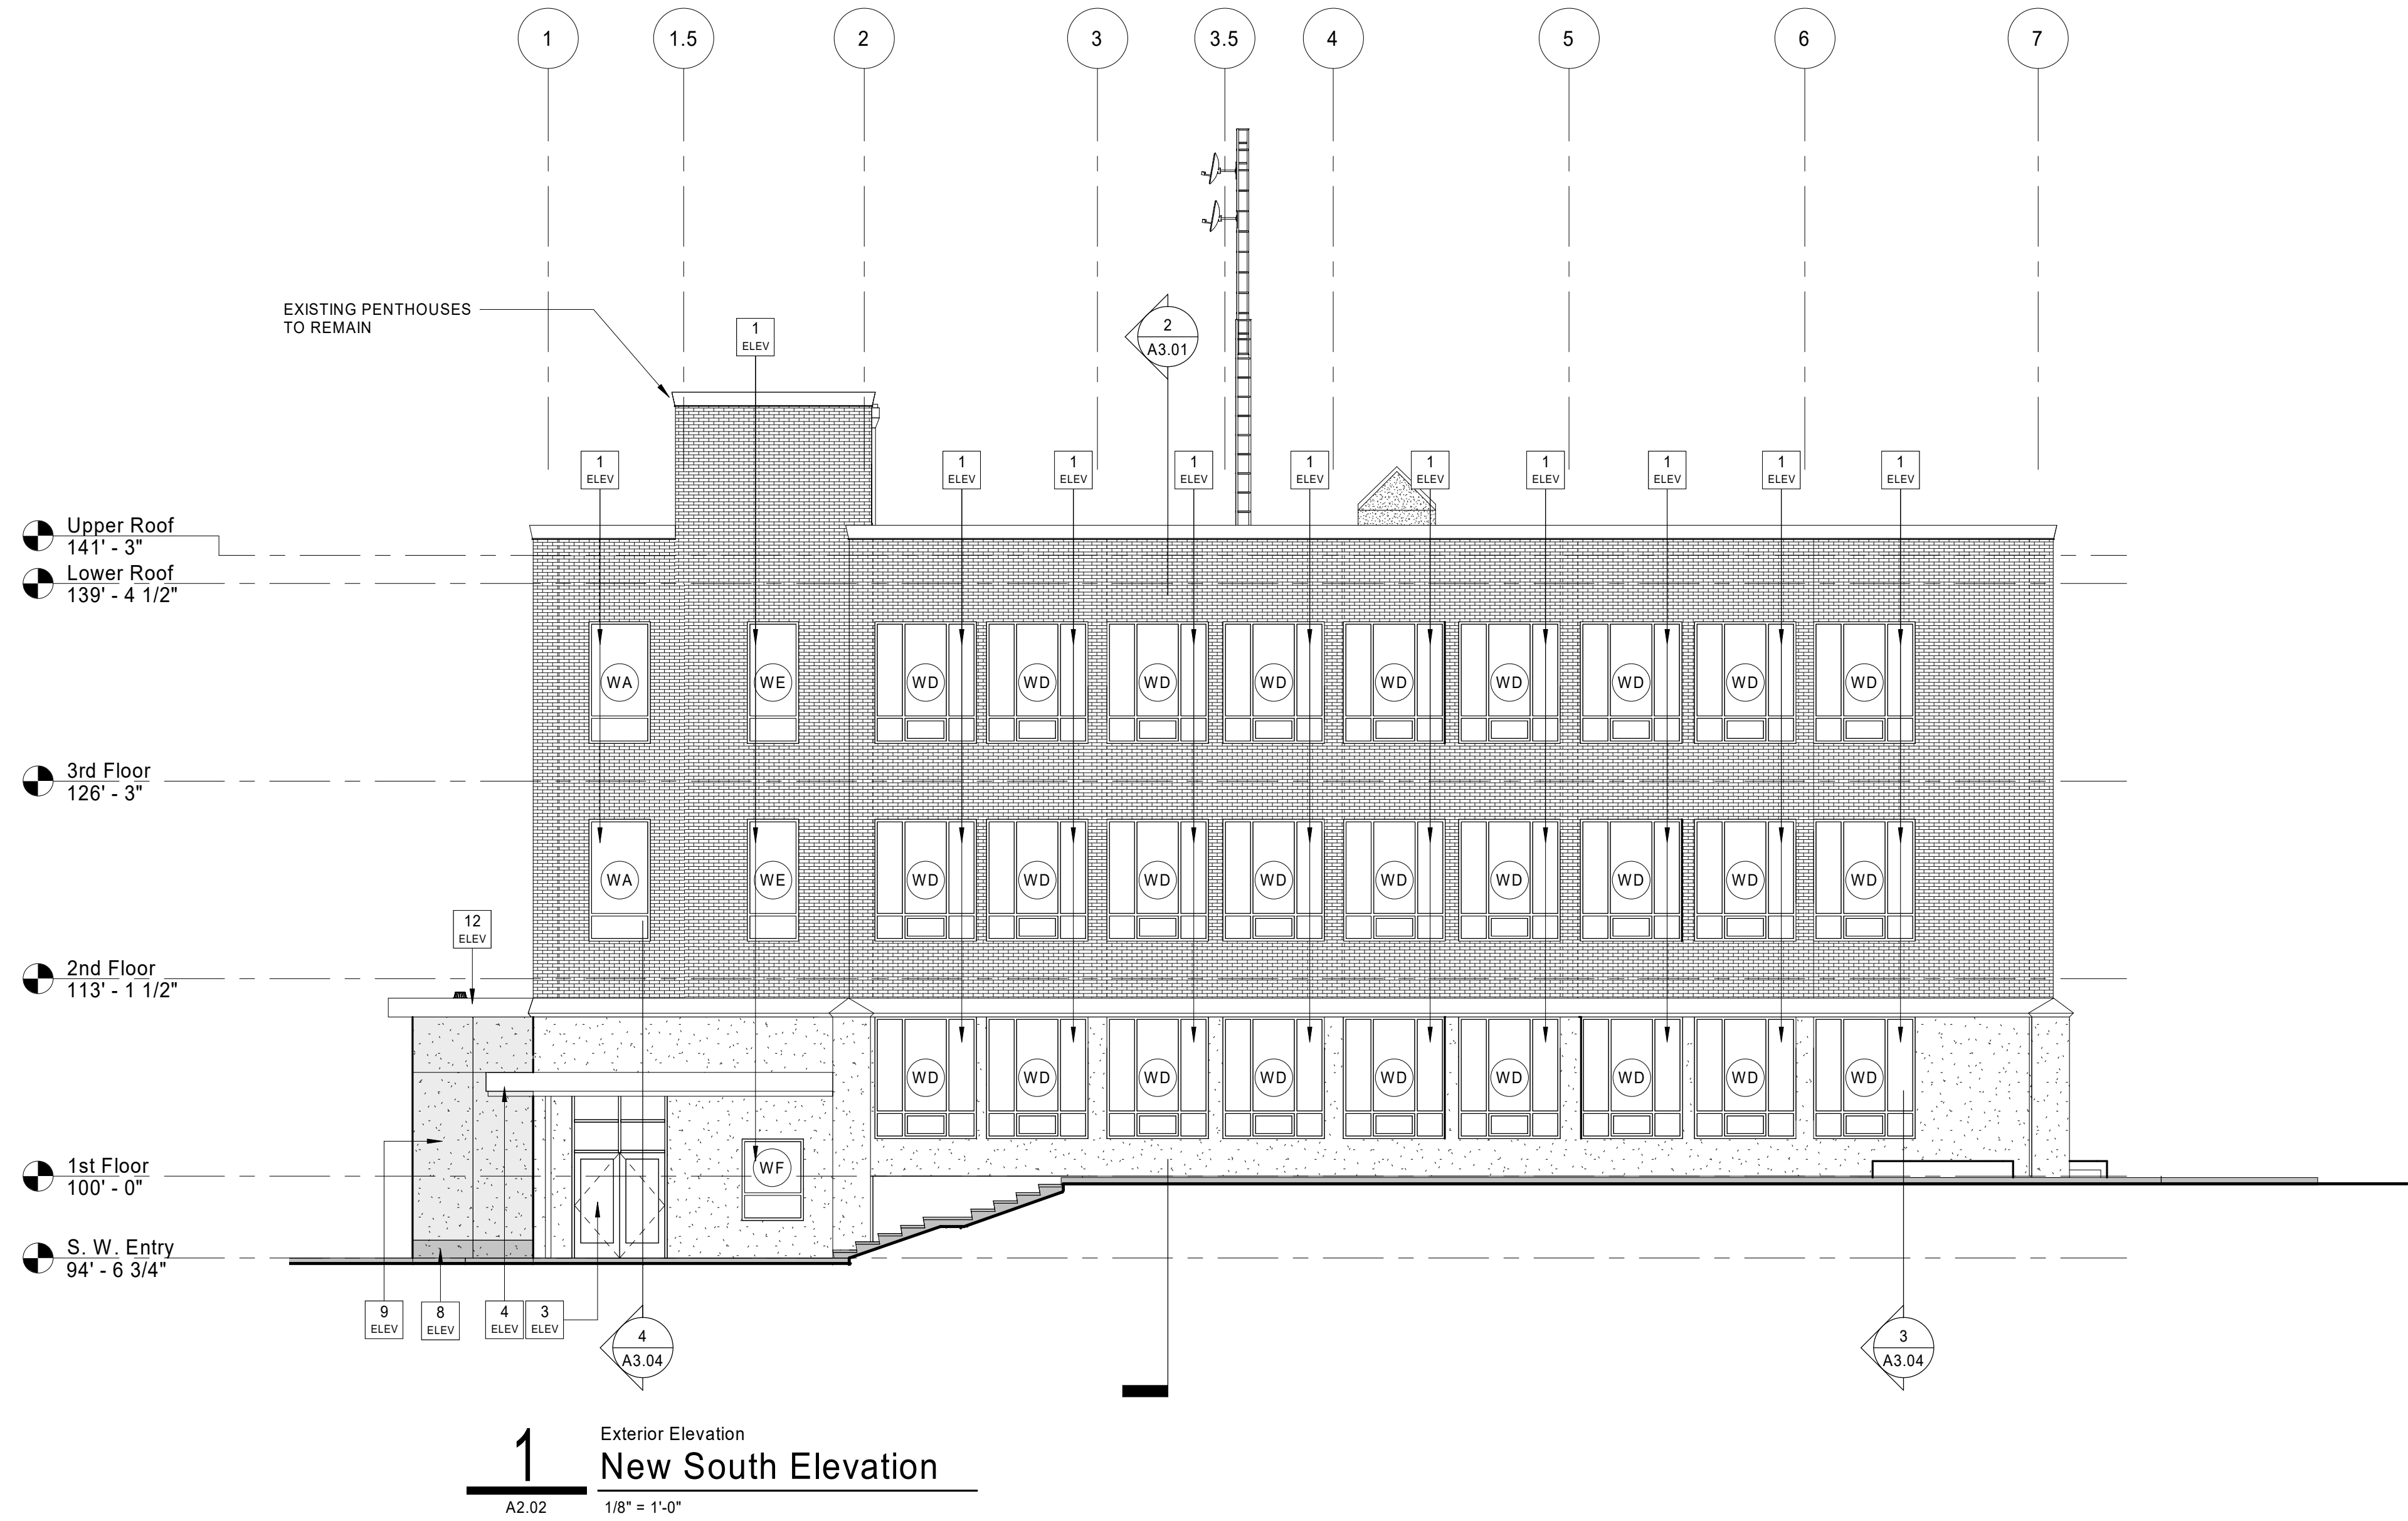 1 1.5 2 3 3.5 4 5 6 7
EXISTING PENTHOUSES
TO REMAIN
1
ELEV
2
A3.01
1 1 1 1 1 1 1 1 1 1
ELEV ELEV ELEV ELEV ELEV ELEV ELEV ELEV ELEV ELEV
Upper Roof
141' - 3"
Lower Roof
139' - 4 1/2"
WA WE WD WD WD WD WD WD WD WD WD
3rd Floor
126' - 3"
WA WE WD WD WD WD WD WD WD WD WD
12
ELEV
2nd Floor
113' - 1 1/2"
WD WD WD WD WD WD WD WD WD
1st Floor
100' - 0"
WF
S. W. Entry
94' - 6 3/4"
9 8 4 3
ELEV ELEV ELEV ELEV
4
A3.04
3
A3.04
1
Exterior Elevation
New South Elevation
A2.02
1/8" = 1'-0"